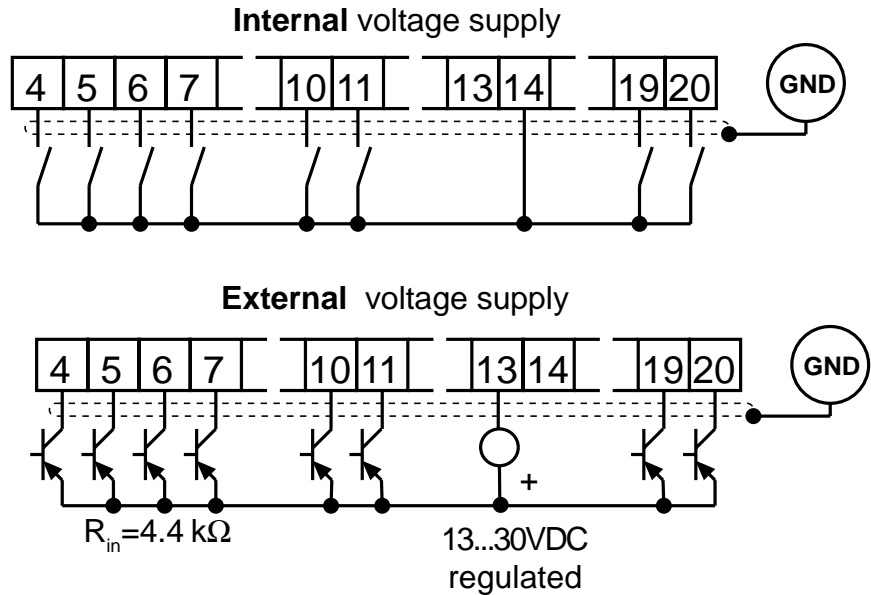 Internal voltage supply
4 5 6 7 10 11 13 14 19 20 GND
External voltage supply
4 5 6 7 10 11 13 14 19 20 GND
+
Rin=4.4 kΩ
13...30VDC
regulated